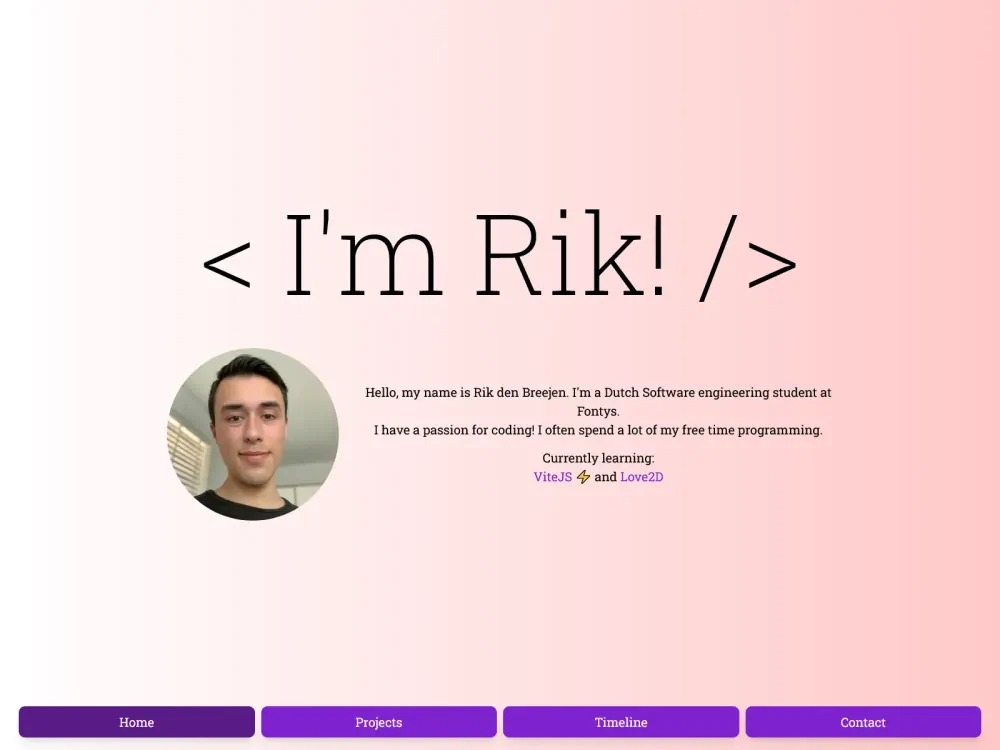 < I'm Rik! />
Hello, my name is Rik den Breejen. I'm a Dutch Software engineering student at
Fontys.
I have a passion for coding! I often spend a lot of my free time programming.
Currently learning:
ViteJS ⚡ and Love2D
Home
Projects
Timeline
Contact